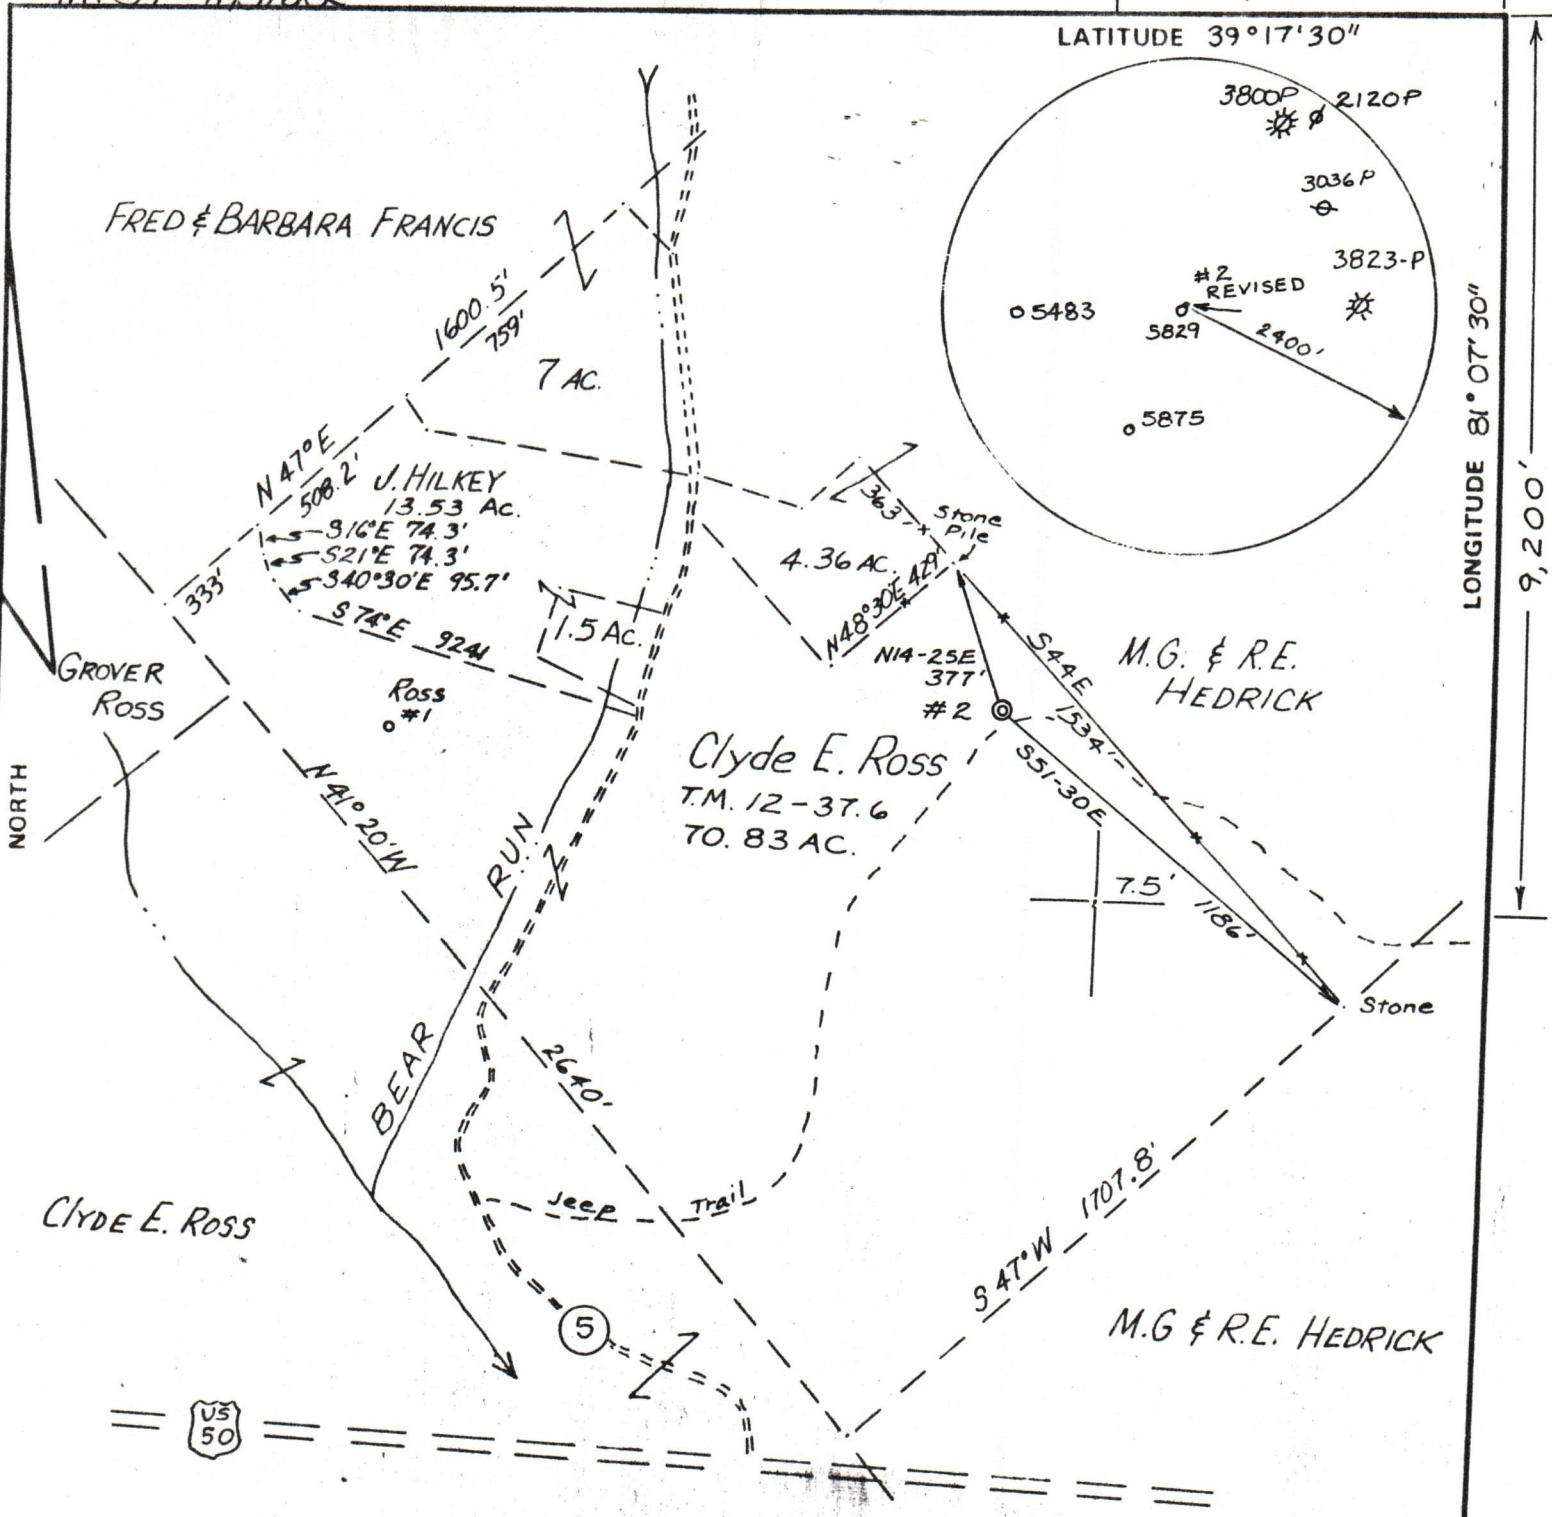 LATITUDE 39°17'30"
3800P
2120P
3036P
3823-P
#2
REVISED
5483
5829
2400'
5875
LONGITUDE 81° 07'30"
9,200'
FRED & BARBARA FRANCIS
1600.5'
759'
7 AC.
N 47° E
508.2'
J. HILKEY
13.53 Ac.
S16°E 74.3'
S21°E 74.3'
S40°30'E 95.7'
333'
S 74°E 924'
1.5 Ac.
363'
Stone
Pile
4.36 AC.
N48°30E 429'
N14-25E
377'
#2
S44E
1534'
M.G. & R.E.
HEDRICK
GROVER
ROSS
Ross
#1
Clyde E. Ross
T.M. 12-37.6
70.83 AC.
S51-30E
1186'
7.5'
NORTH
N41°20'W
BEAR RUN
2640'
Stone
Jeep Trail
CLYDE E. ROSS
S 47° W 1707.8'
M.G & R.E. HEDRICK
5
US
50